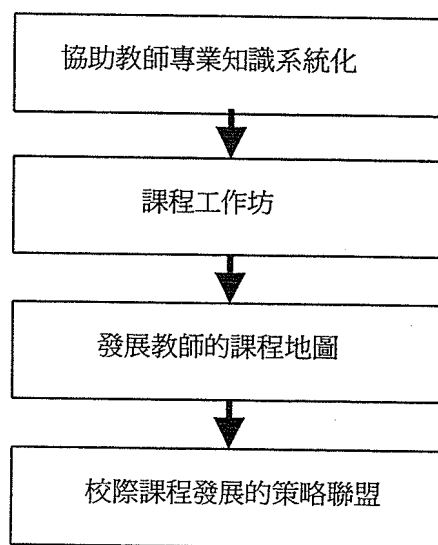 協助教師專業知識系統化
課程工作坊
發展教師的課程地圖
校際課程發展的策略聯盟